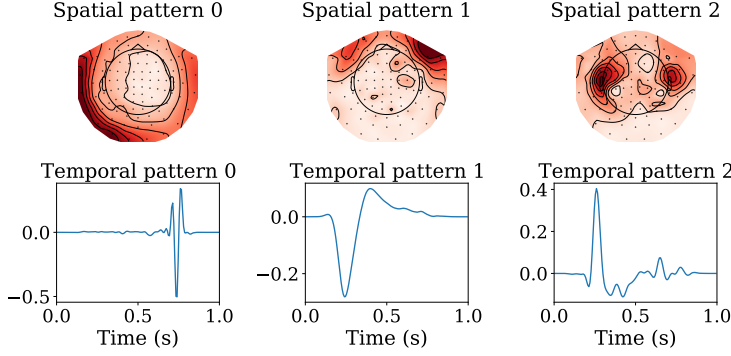 Spatial pattern 0 Spatial pattern 1 Spatial pattern 2
Temporal pattern 0 Temporal pattern 1 Temporal pattern 2
0.0
−0.5
0.0 0.5 1.0
Time (s)
0.0
−0.2
0.0 0.5 1.0
Time (s)
0.4
0.2
0.0
0.0 0.5 1.0
Time (s)